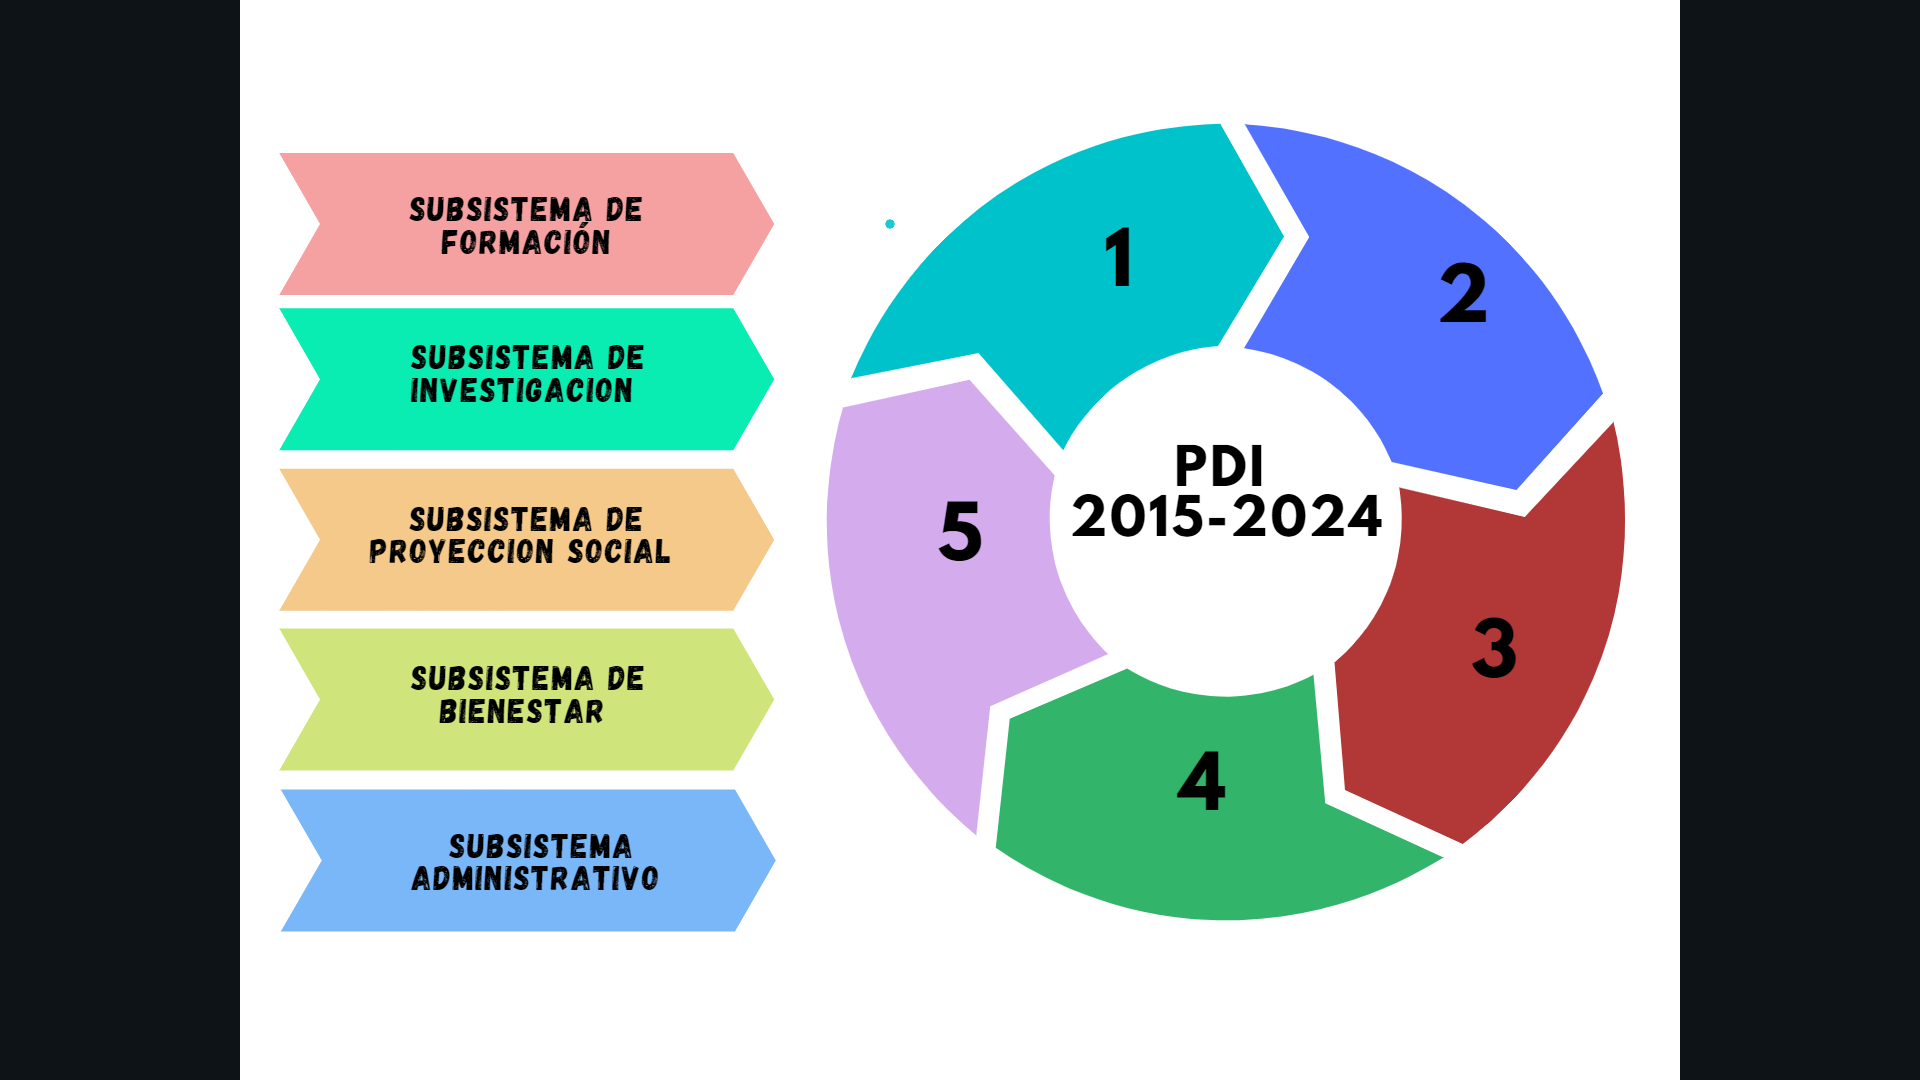 SUBSISTEMA DE
FORMACIÓN
SUBSISTEMA DE
INVESTIGACION
SUBSISTEMA DE
PROYECCION SOCIAL
SUBSISTEMA DE
BIENESTAR
SUBSISTEMA
ADMINISTRATIVO
1
2
3
4
5
PDI
2015-2024